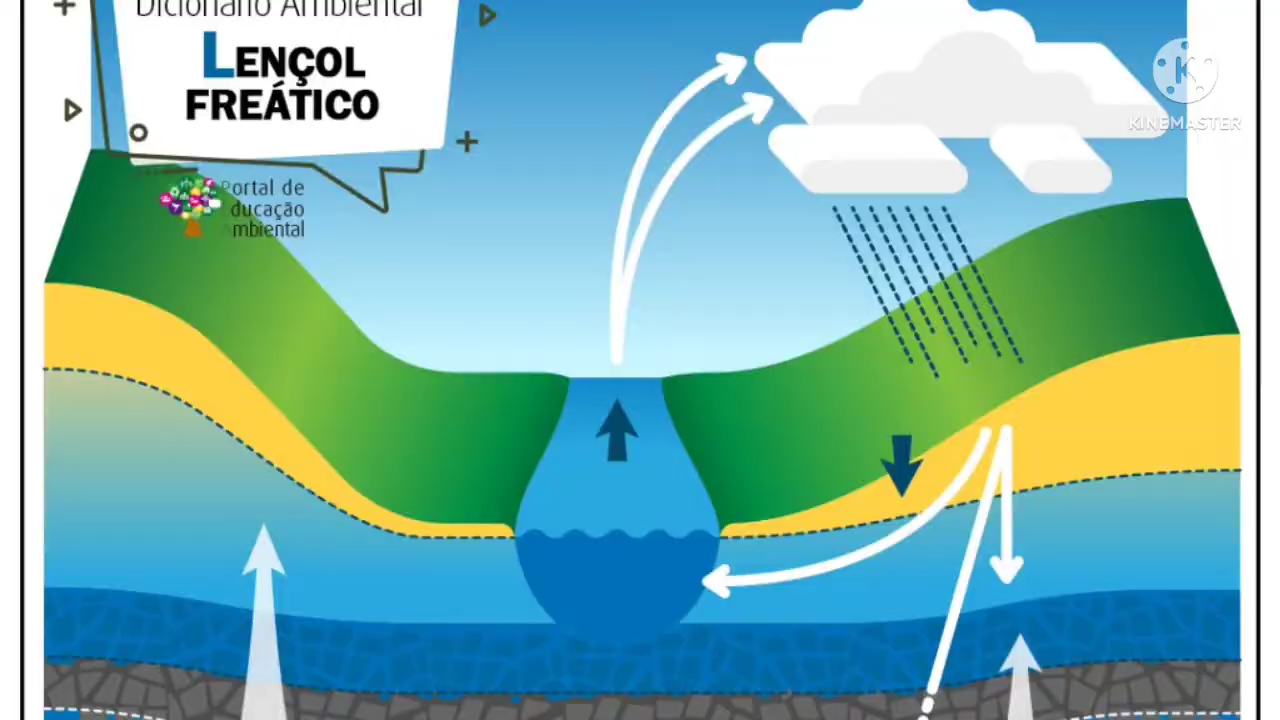 Dicionário Ambiental
LENÇOL
FREÁTICO
Portal de
ducação
mbiental
KINEMASTER